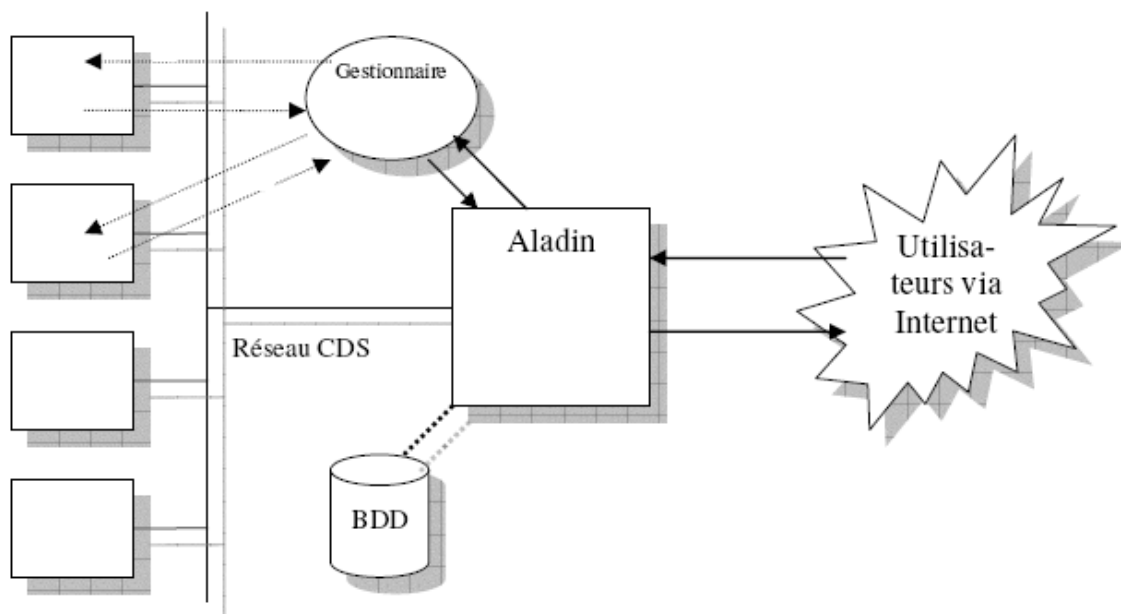 Gestionnaire
Aladin
Utilisa-
teurs via
Internet
Réseau CDS
BDD